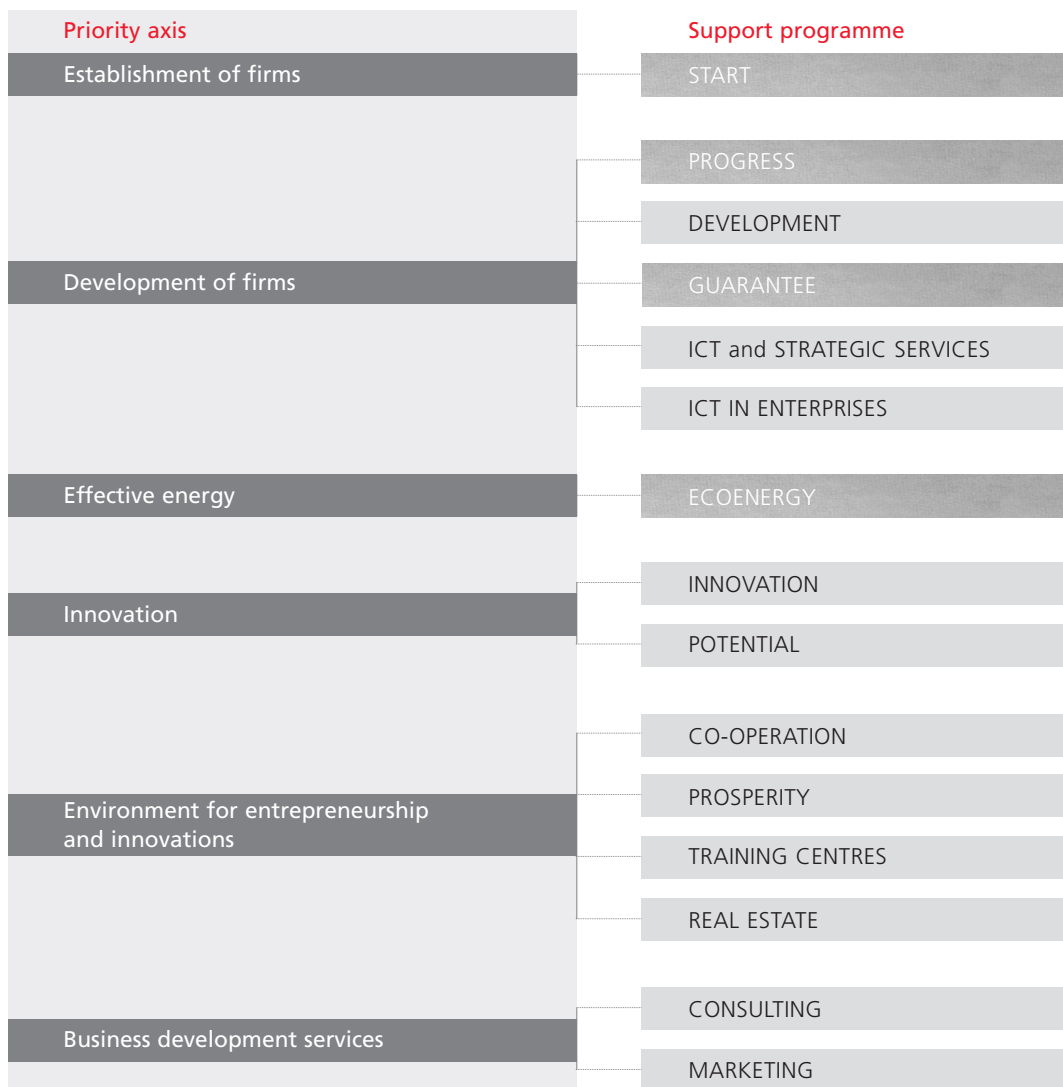 Priority axis
Support programme
Establishment of firms
START
PROGRESS
DEVELOPMENT
Development of firms
GUARANTEE
ICT and STRATEGIC SERVICES
ICT IN ENTERPRISES
Effective energy
ECOENERGY
INNOVATION
Innovation
POTENTIAL
CO-OPERATION
PROSPERITY
Environment for entrepreneurship
and innovations
TRAINING CENTRES
REAL ESTATE
CONSULTING
Business development services
MARKETING